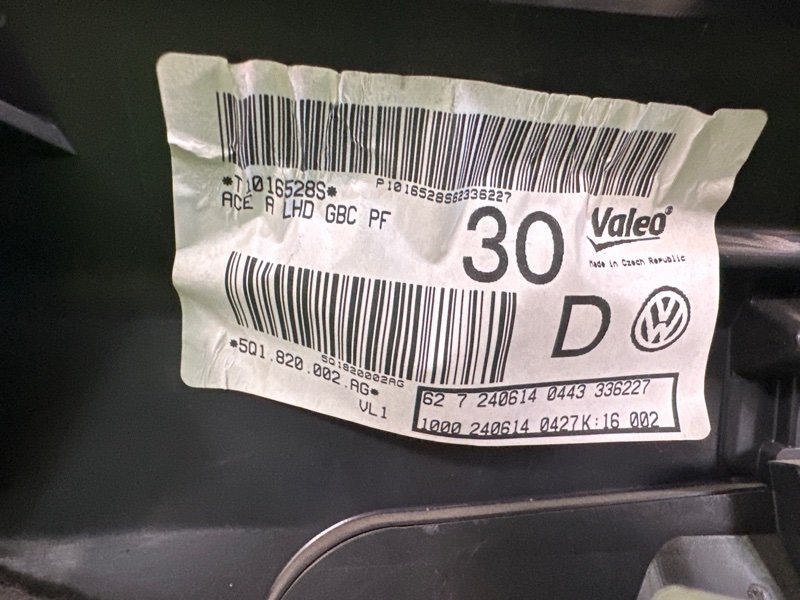 *T1016528S*
P1016528S62336227
ACE A LHD GBC PF
30
Valeo®
Made in Czech Republic
D
*5Q1.820.002.AG*
5Q1820002AG
VL1
62 7 240614 0443 336227
1000 240614 0427K:16 002